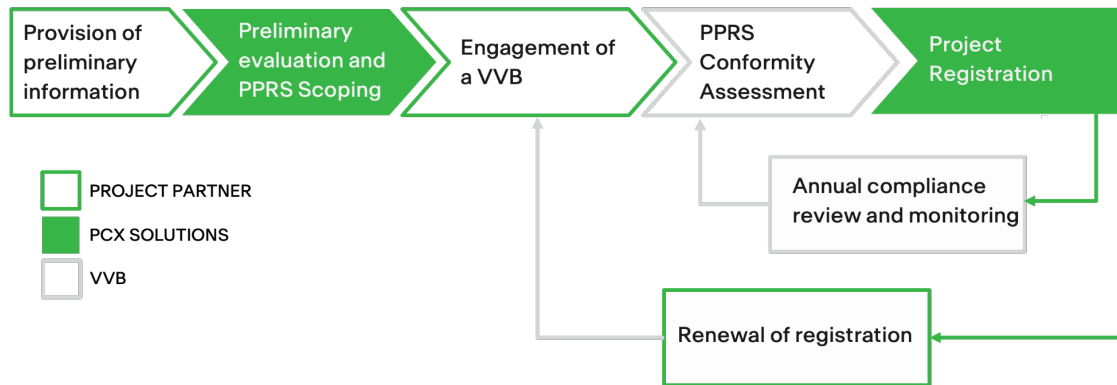 Provision of
preliminary
information
Preliminary
evaluation and
PPRS Scoping
Engagement of
a VVB
PPRS
Conformity
Assessment
Project
Registration
Annual compliance
review and monitoring
PROJECT PARTNER
PCX SOLUTIONS
VVB
Renewal of registration